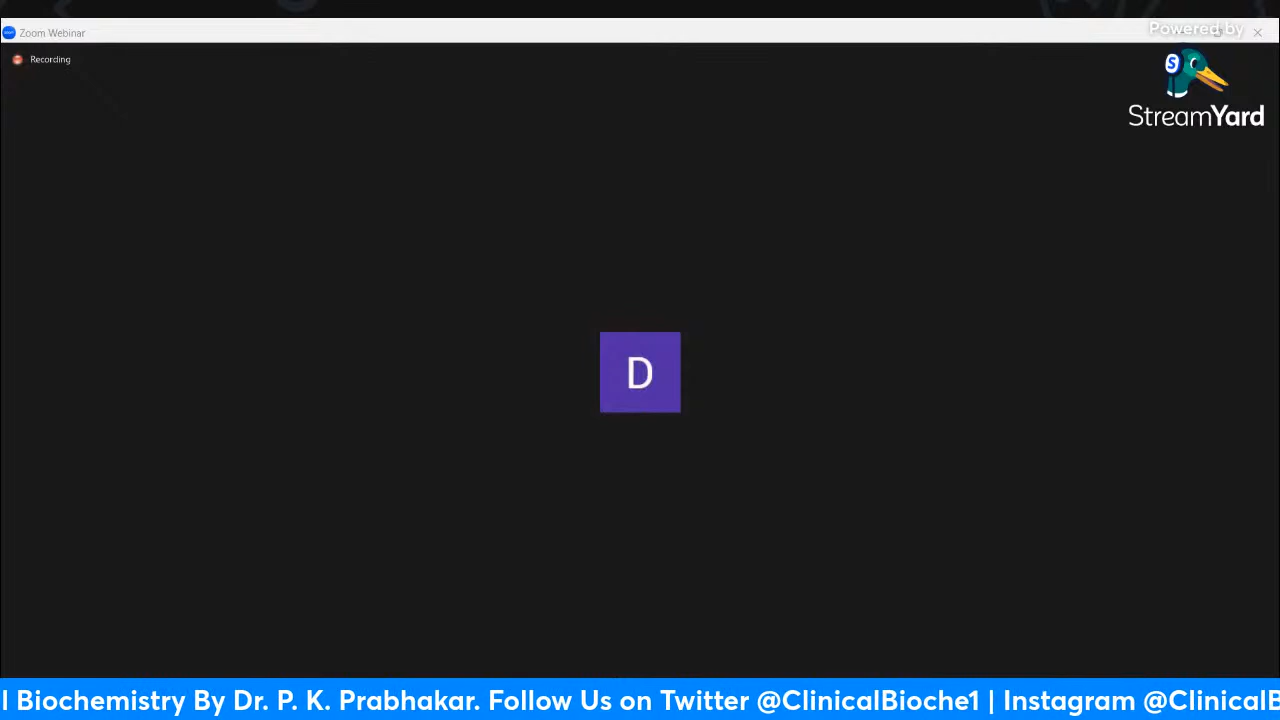 Zoom Webinar
Powered by
Recording
S
StreamYard
D
l Biochemistry By Dr. P. K. Prabhakar. Follow Us on Twitter @ClinicalBioche1 | Instagram @ClinicalB